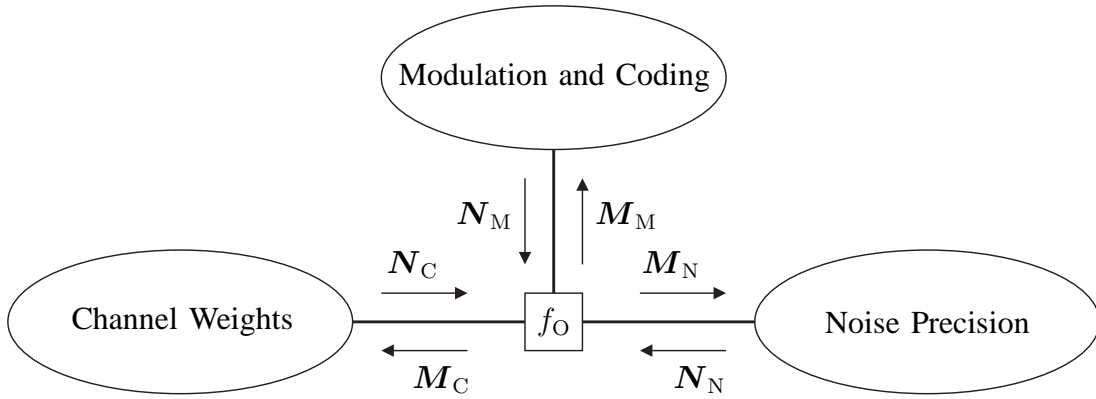 Modulation and Coding
N_M M_M
N_C M_N
Channel Weights f_O Noise Precision
M_C N_N